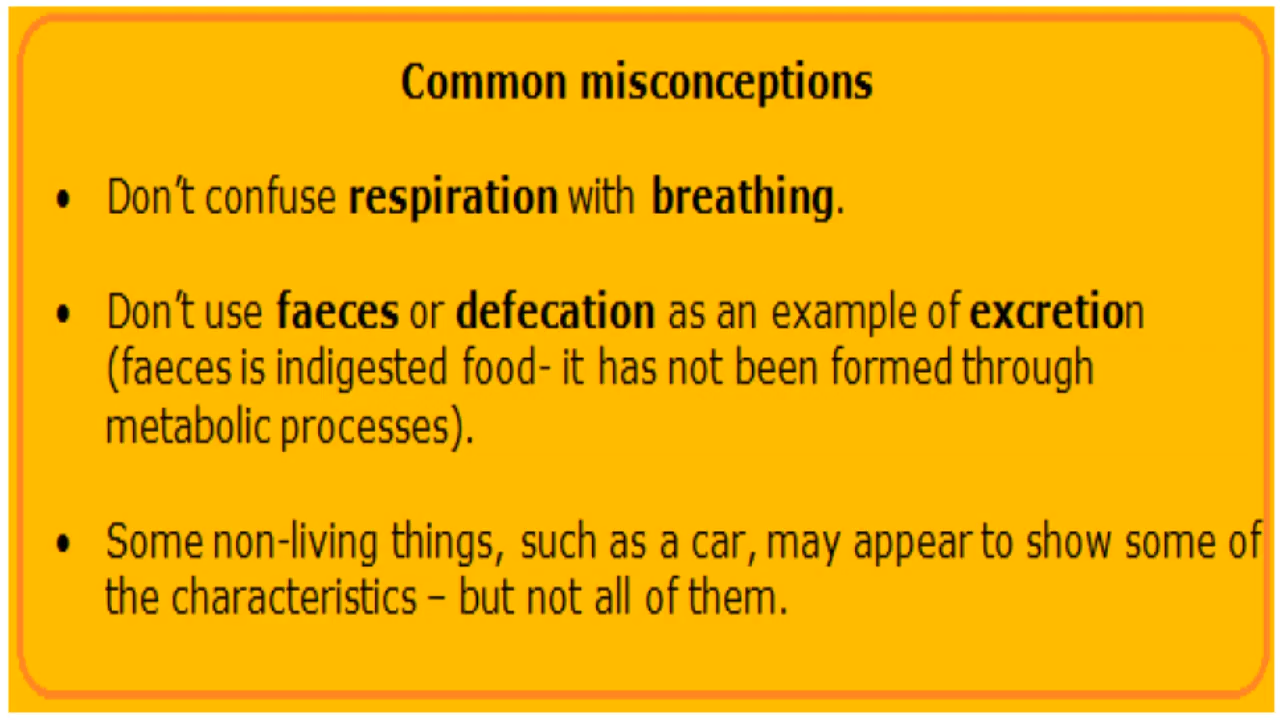 Common misconceptions
• Don't confuse respiration with breathing.
• Don't use faeces or defecation as an example of excretion
(faeces is indigested food- it has not been formed through
metabolic processes).
• Some non-living things, such as a car, may appear to show some of
the characteristics – but not all of them.